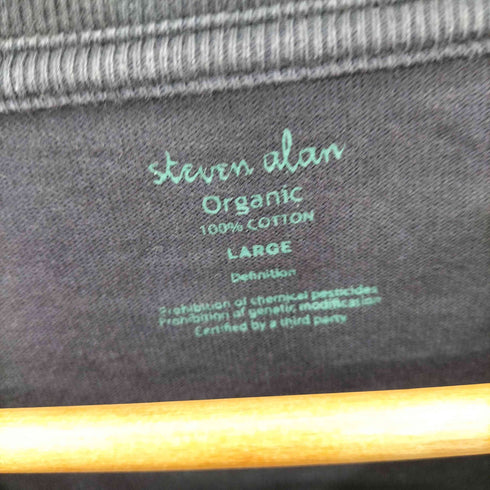 steven alan
Organic
100% COTTON
LARGE
Definition
Prohibition of chemical pesticides
Prohibition of genetic modification
Certified by a third party